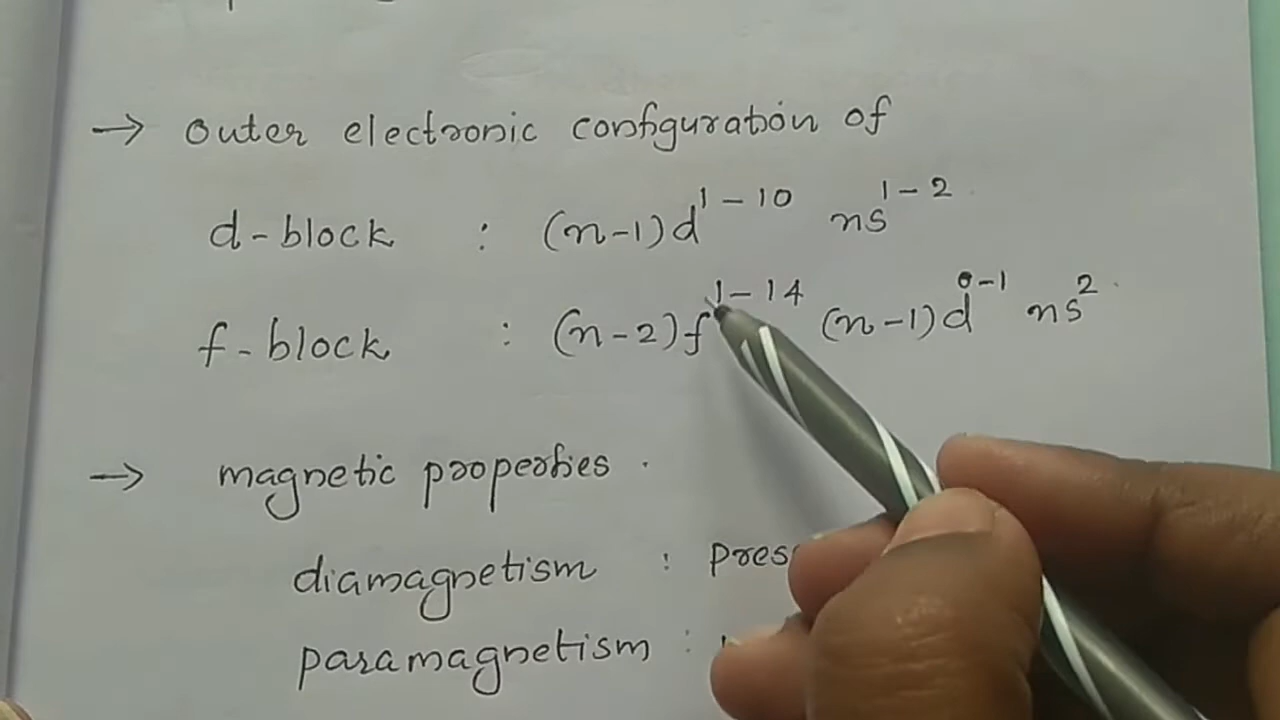 → outer electronic configuration of
d-block : (n-1)d¹⁻¹⁰ ns¹⁻²
f-block : (n-2)f¹⁻¹⁴ (n-1)d⁰⁻¹ ns².
→ magnetic properties.
diamagnetism :
paramagnetism :